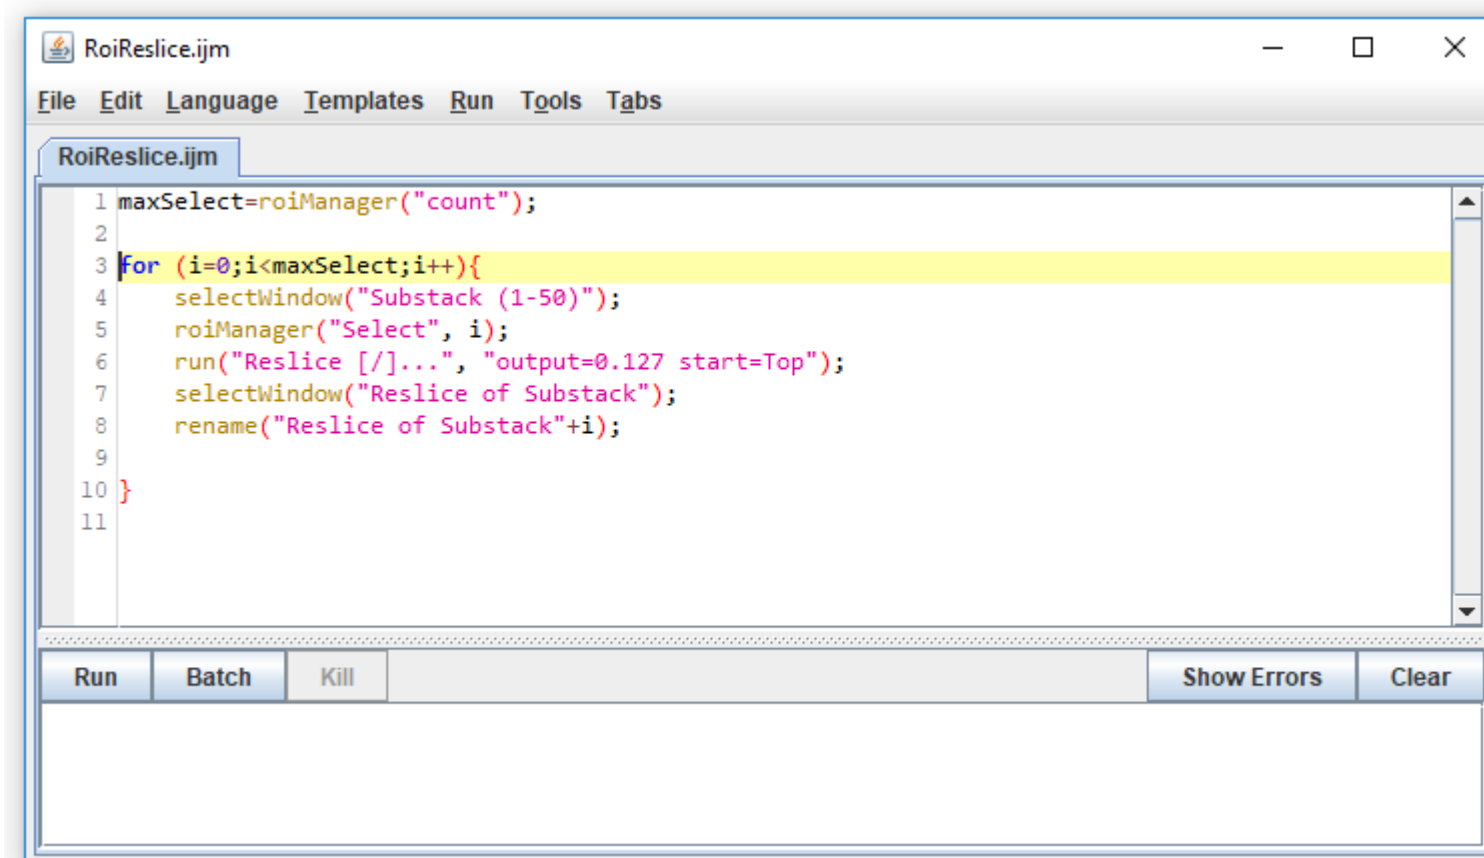 RoiReslice.ijm
File Edit Language Templates Run Tools Tabs
RoiReslice.ijm
1 maxSelect=roiManager("count");
2
3 for (i=0;i<maxSelect;i++){
4     selectWindow("Substack (1-50)");
5     roiManager("Select", i);
6     run("Reslice [/]...", "output=0.127 start=Top");
7     selectWindow("Reslice of Substack");
8     rename("Reslice of Substack"+i);
9
10 }
11
Run Batch Kill Show Errors Clear